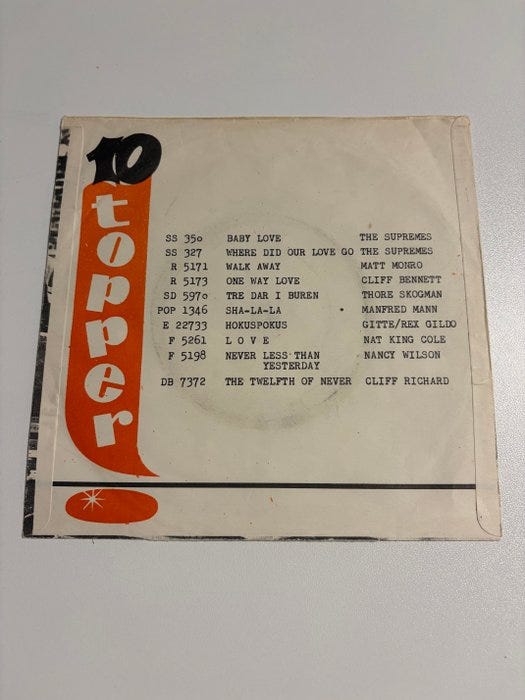 10
topper
SS 350 BABY LOVE THE SUPREMES
SS 327 WHERE DID OUR LOVE GO THE SUPREMES
R 5171 WALK AWAY MATT MONRO
R 5173 ONE WAY LOVE CLIFF BENNETT
SD 5970 TRE DAR I BUREN THORE SKOGMAN
POP 1346 SHA-LA-LA MANFRED MANN
E 22733 HOKUSPOKUS GITTE/REX GILDO
F 5261 L O V E NAT KING COLE
F 5198 NEVER LESS THAN NANCY WILSON
YESTERDAY
DB 7372 THE TWELFTH OF NEVER CLIFF RICHARD